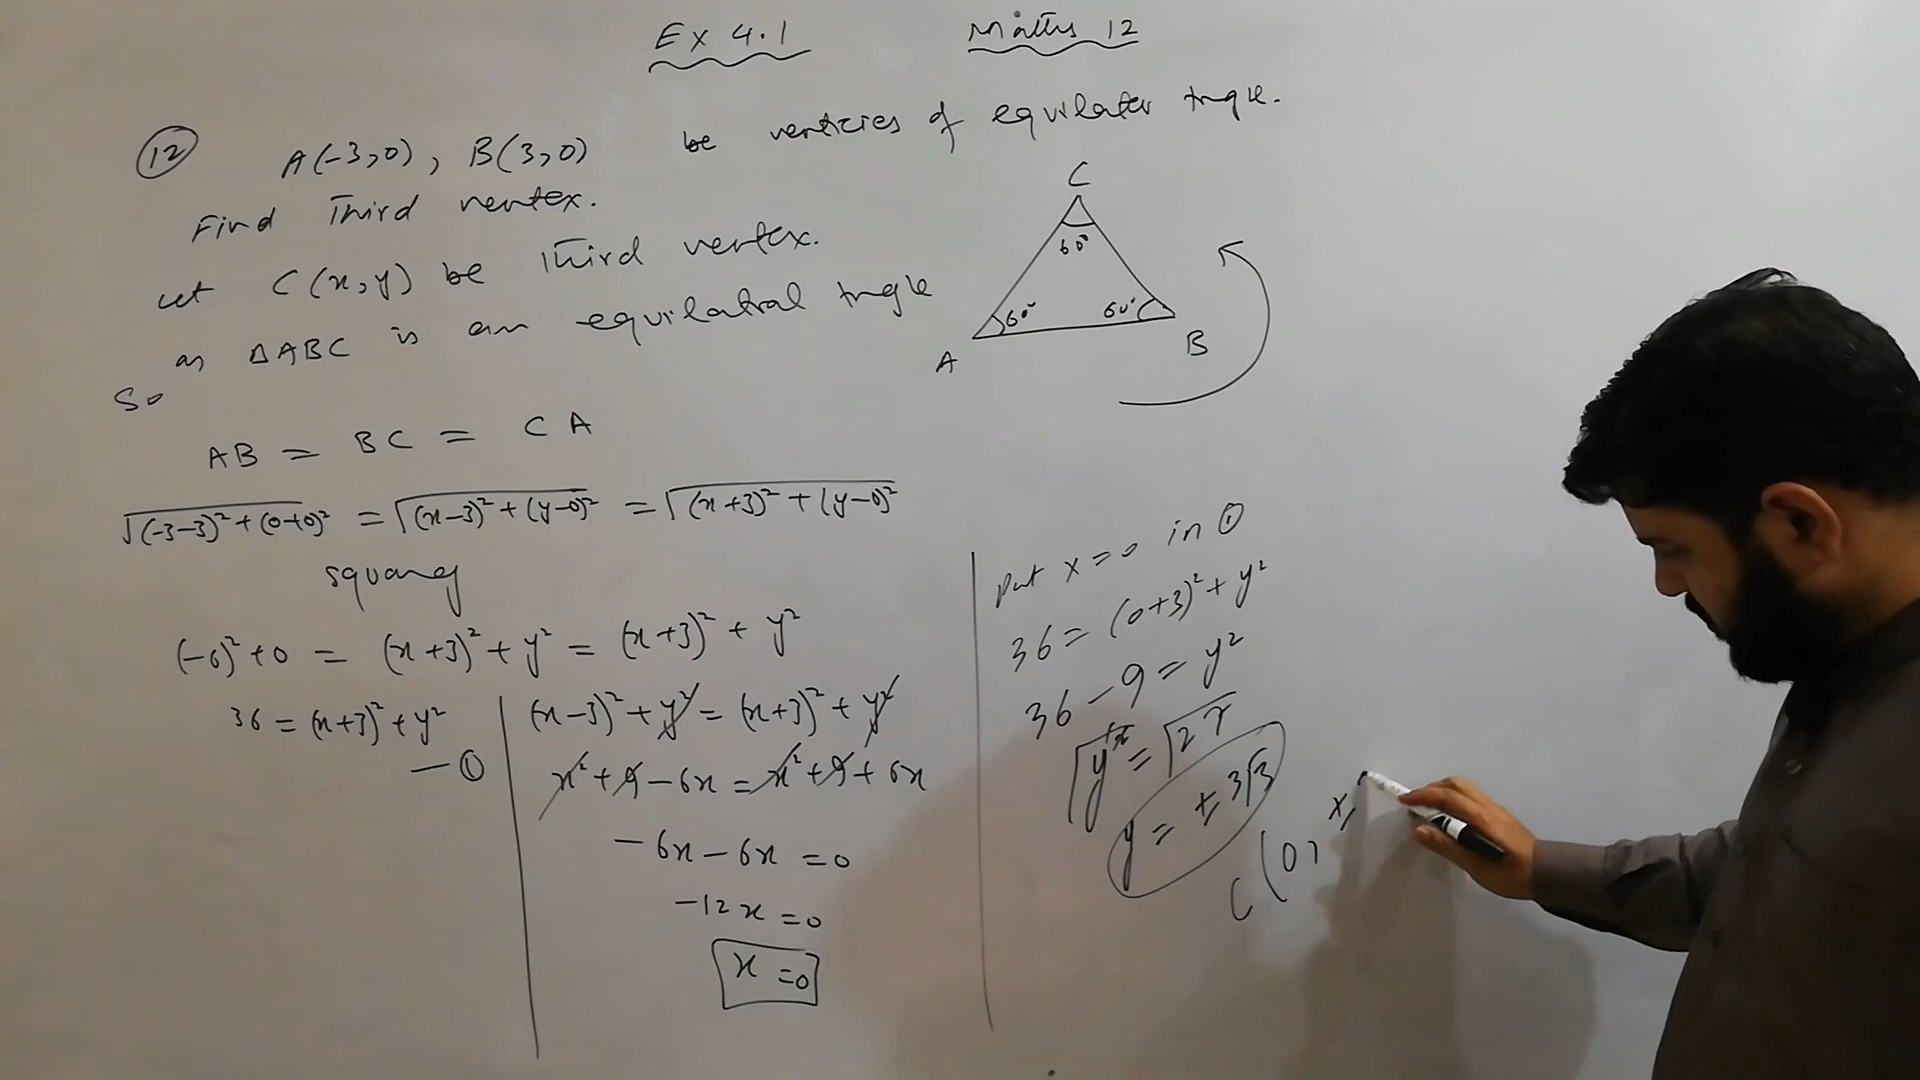 Ex 4.1
Maths 12
(12) A(-3,0), B(3,0) be verticies of equilater tngle.
Find Third vertex.
Let C(x,y) be Third vertex.
as ΔABC is an equilatral tngle
So
AB = BC = CA
√(-3-3)²+(0+0)² = √(x-3)²+(y-0)² = √(x+3)²+(y-0)²
squaring
(-6)²+0 = (x+3)²+y² = (x+3)²+y²
36 = (x+3)²+y²
— ①
(x-3)²+y² = (x+3)²+y²
x²+9-6x = x²+9+6x
-6x-6x = 0
-12x = 0
x = 0
Put x=0 in ①
36 = (0+3)²+y²
36-9 = y²
√y² = √27
y = ±3√3
C(0, ±
C
60°
60°
60°
A
B